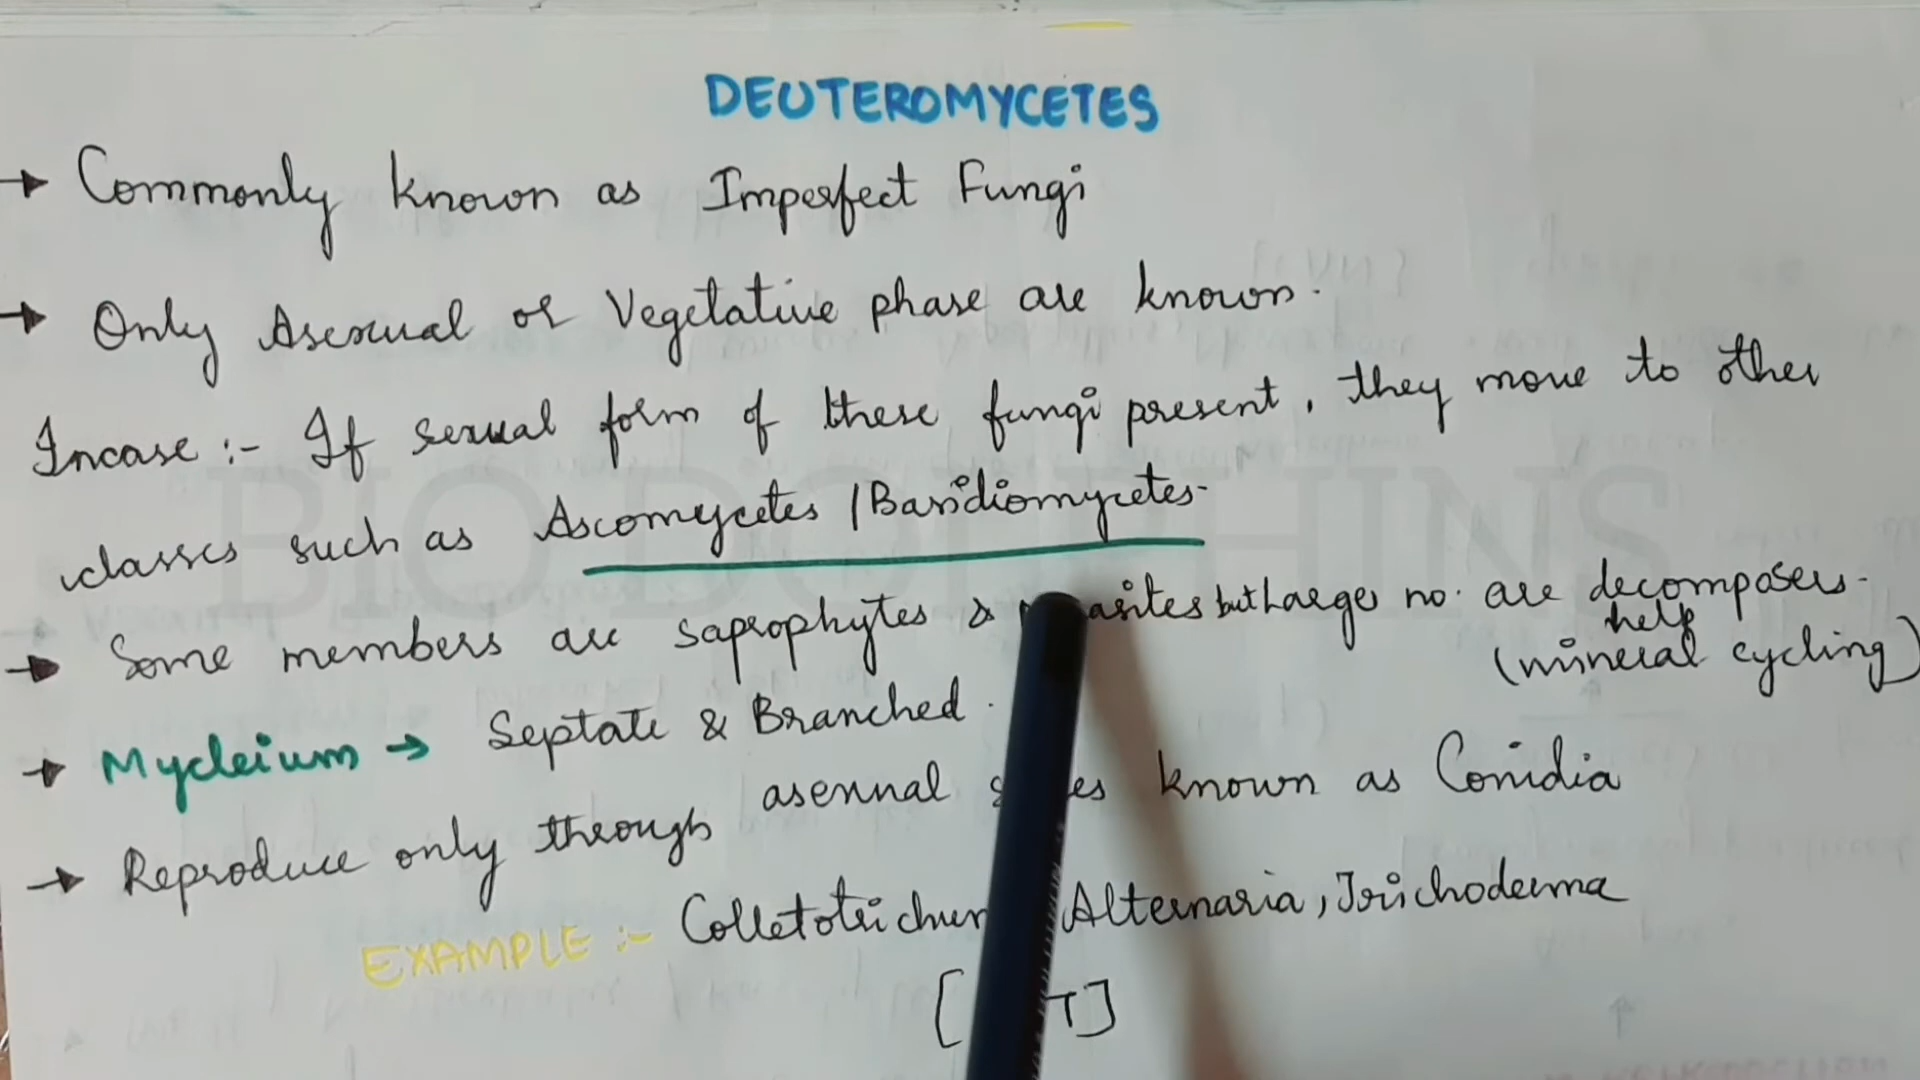 DEUTEROMYCETES
→ Commonly known as Imperfect Fungi
→ Only Asexual or Vegetative phase are known.
Incase :- If sexual form of these fungi present, they move to other
classes such as Ascomycetes / Basidiomycetes-
→ Some members are saprophytes & but Large no. are decomposers-
help
(mineral cycling)
→ Mycleium → Septate & Branched.
→ Reproduce only through asexual known as Conidia
EXAMPLE :- Alternaria, Trichoderma
[ T]
BIO DOLPHINS